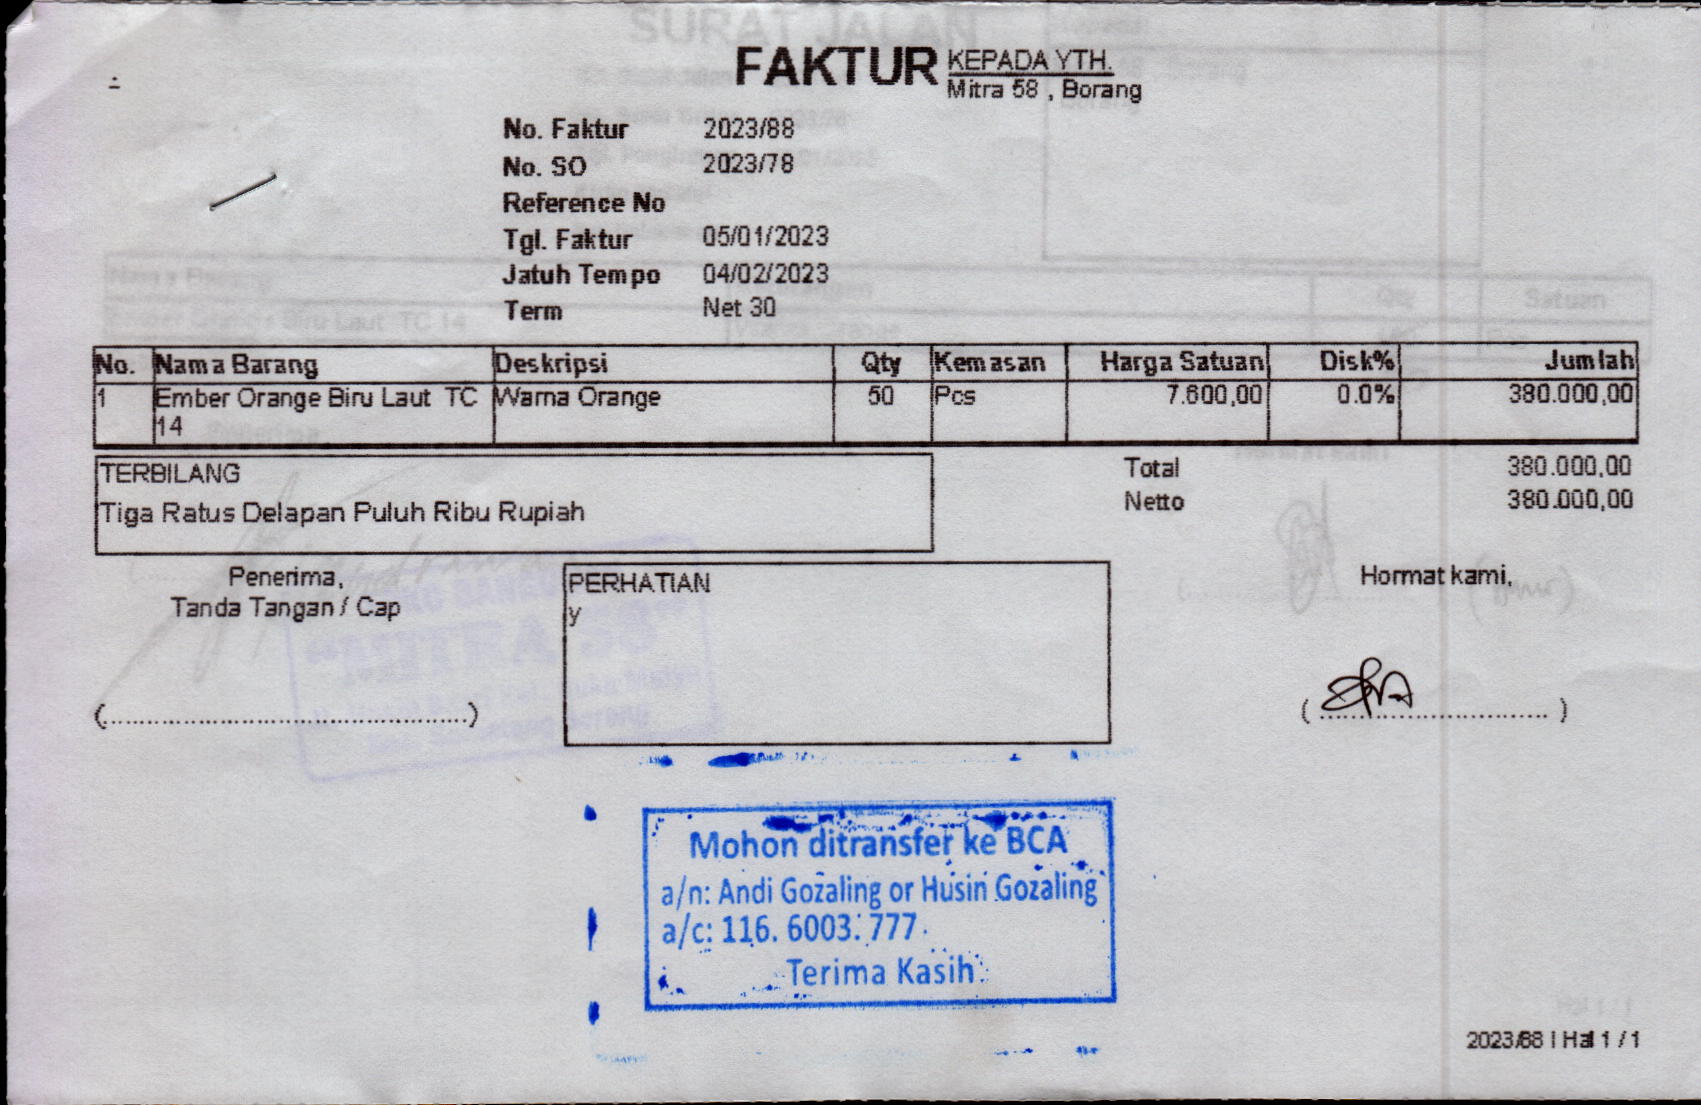 FAKTUR
KEPADA YTH.
Mitra 58 , Borang
No. Faktur 2023/88
No. SO 2023/78
Reference No
Tgl. Faktur 05/01/2023
Jatuh Tempo 04/02/2023
Term Net 30
No. Nama Barang Deskripsi Qty Kemasan Harga Satuan Disk% Jumlah
1 Ember Orange Biru Laut TC Warna Orange 50 Pcs 7.600,00 0.0% 380.000,00
14
TERBILANG
Tiga Ratus Delapan Puluh Ribu Rupiah
Total 380.000,00
Netto 380.000,00
Penerima,
Tanda Tangan / Cap
PERHATIAN
y
Hormat kami,
Mohon ditransfer ke BCA
a/n: Andi Gozaling or Husin Gozaling
a/c: 116. 6003. 777
Terima Kasih
2023/88 | Hal 1 / 1